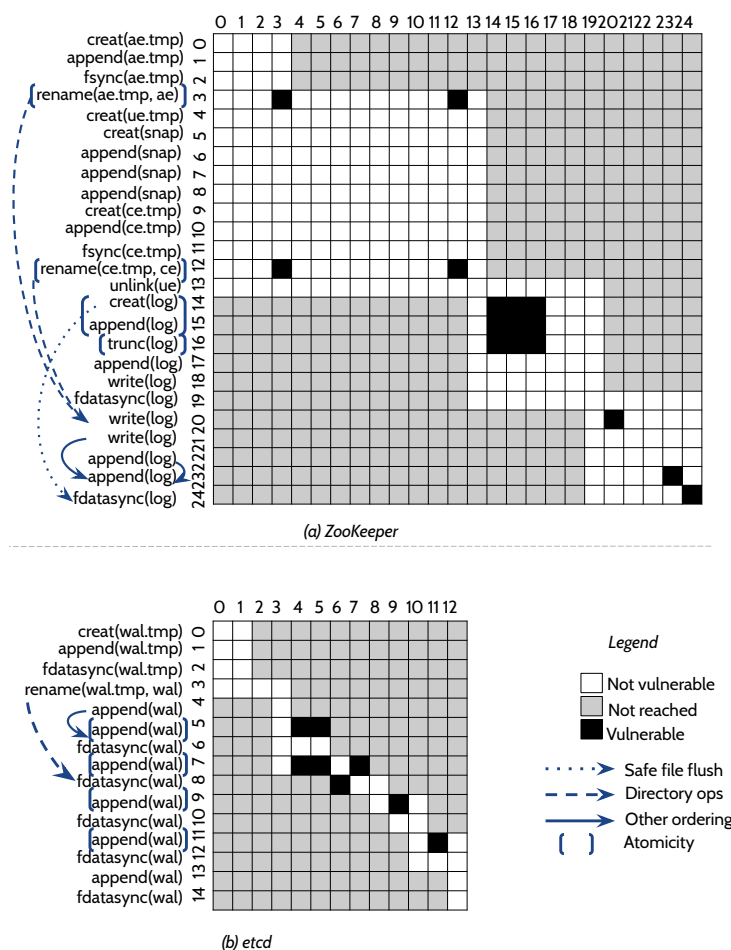 0 1 2 3 4 5 6 7 8 9 10 11 12 13 14 15 16 17 18 19 20 21 22 23 24
creat(ae.tmp) 0
append(ae.tmp) 1
fsync(ae.tmp) 2
rename(ae.tmp, ae) 3
creat(ue.tmp) 4
creat(snap) 5
append(snap) 6
append(snap) 7
append(snap) 8
creat(ce.tmp) 9
append(ce.tmp) 10
fsync(ce.tmp) 11
rename(ce.tmp, ce) 12
unlink(ue) 13
creat(log) 14
append(log) 15
trunc(log) 16
append(log) 17
write(log) 18
fdatasync(log) 19
write(log) 20
write(log) 21
append(log) 22
append(log) 23
fdatasync(log) 24
(a) ZooKeeper
0 1 2 3 4 5 6 7 8 9 10 11 12
creat(wal.tmp) 0
append(wal.tmp) 1
fdatasync(wal.tmp) 2
rename(wal.tmp, wal) 3
append(wal) 4
append(wal) 5
fdatasync(wal) 6
append(wal) 7
fdatasync(wal) 8
append(wal) 9
fdatasync(wal) 10
append(wal) 11
fdatasync(wal) 12
append(wal) 13
fdatasync(wal) 14
(b) etcd
Legend
Not vulnerable
Not reached
Vulnerable
Safe file flush
Directory ops
Other ordering
Atomicity